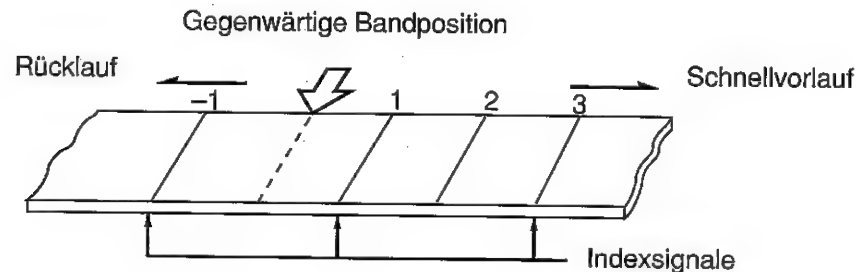 Gegenwärtige Bandposition
Rücklauf
Schnellvorlauf
–1
1
2
3
Indexsignale